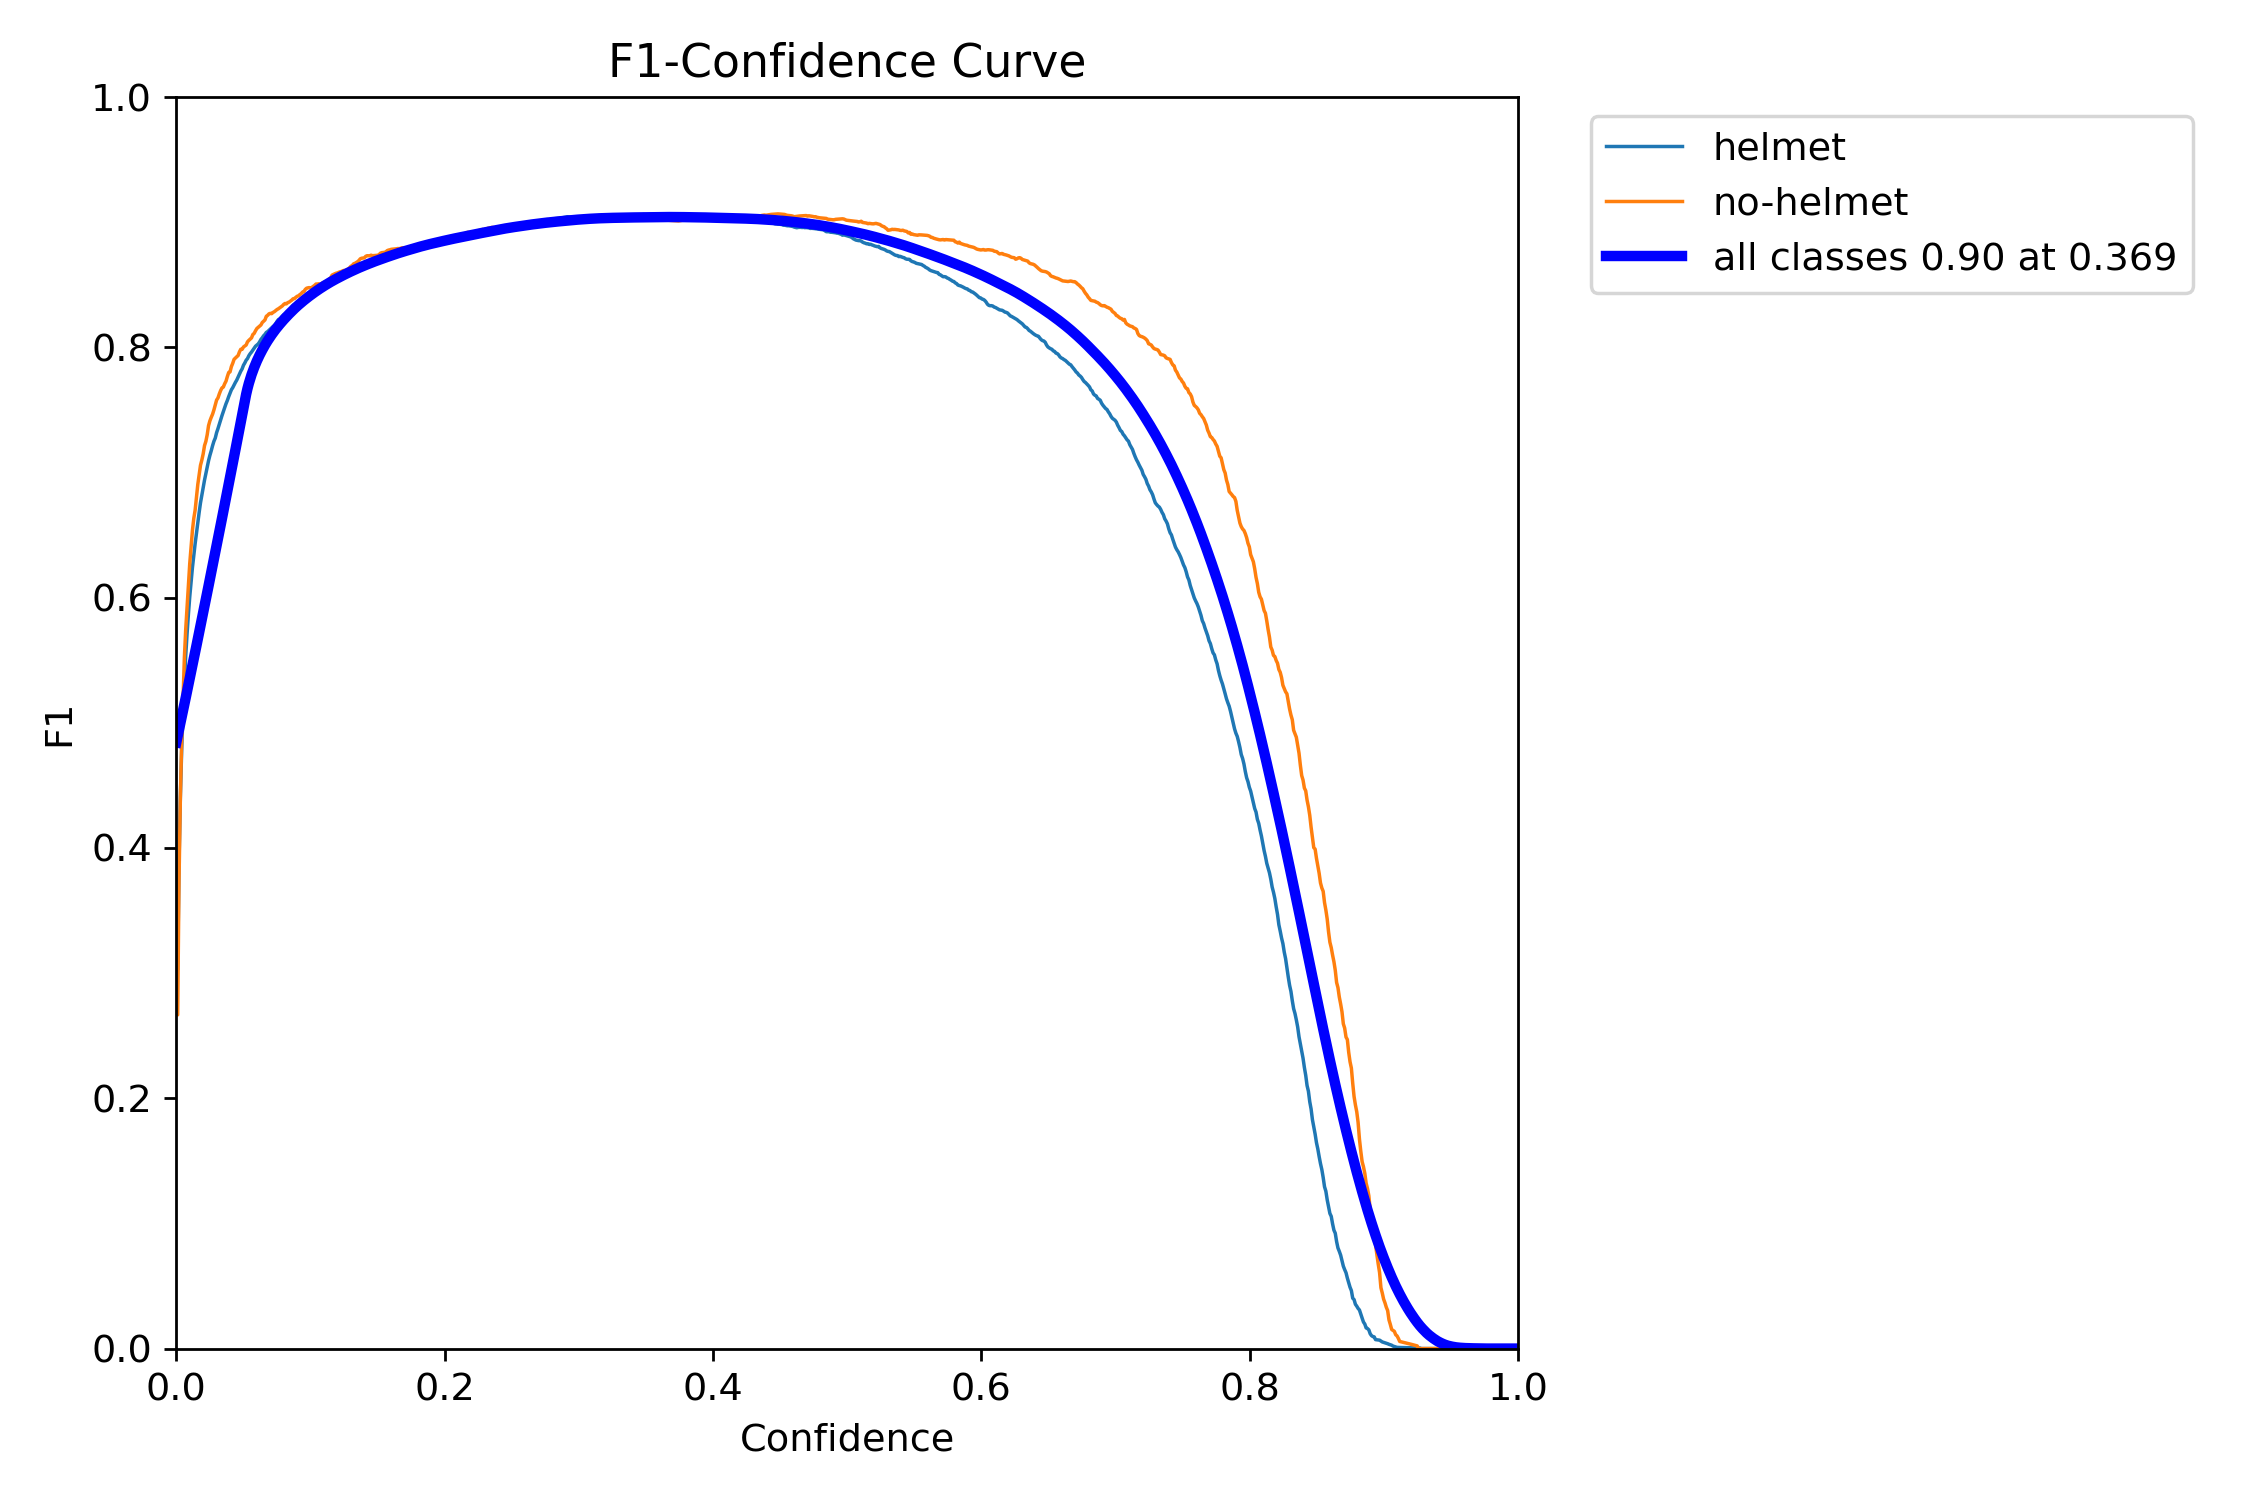 F1-Confidence Curve
1.0
0.8
0.6
0.4
0.2
0.0
F1
0.0 0.2 0.4 0.6 0.8 1.0
Confidence
helmet
no-helmet
all classes 0.90 at 0.369